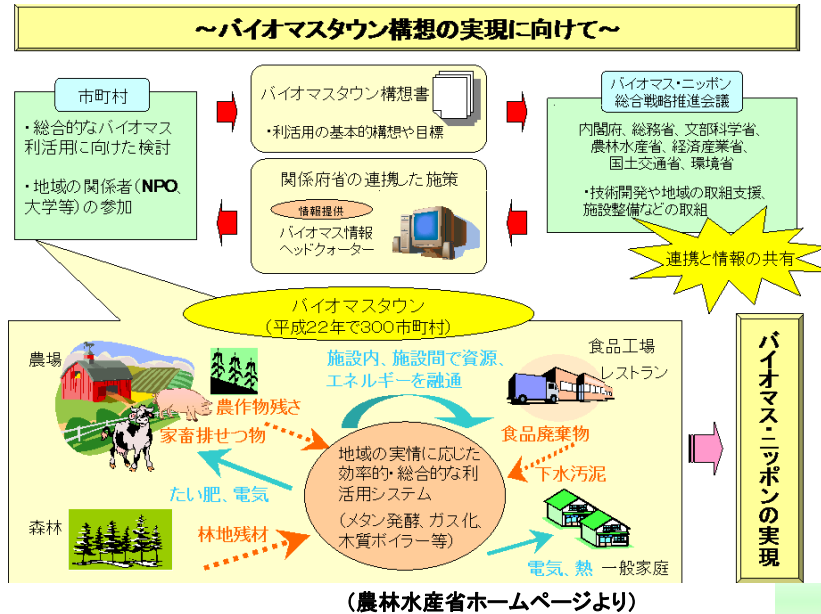 ～バイオマスタウン構想の実現に向けて～
市町村
・総合的なバイオマス
利活用に向けた検討
・地域の関係者（NPO、
大学等）の参加
バイオマスタウン構想書
・利活用の基本的構想や目標
関係府省の連携した施策
情報提供
バイオマス情報
ヘッドクォーター
バイオマス・ニッポン
総合戦略推進会議
内閣府、総務省、文部科学省、
農林水産省、経済産業省、
国土交通省、環境省
・技術開発や地域の取組支援、
施設整備などの取組
連携と情報の共有
バイオマスタウン
（平成22年で300市町村）
農場
農作物残さ
家畜排せつ物
たい肥、電気
森林
林地残材
施設内、施設間で資源、
エネルギーを融通
地域の実情に応じた
効率的・総合的な利
活用システム
（メタン発酵、ガス化、
木質ボイラー等）
食品工場
レストラン
食品廃棄物
下水汚泥
電気、熱
一般家庭
バイオマス・ニッポンの実現
（農林水産省ホームページより）